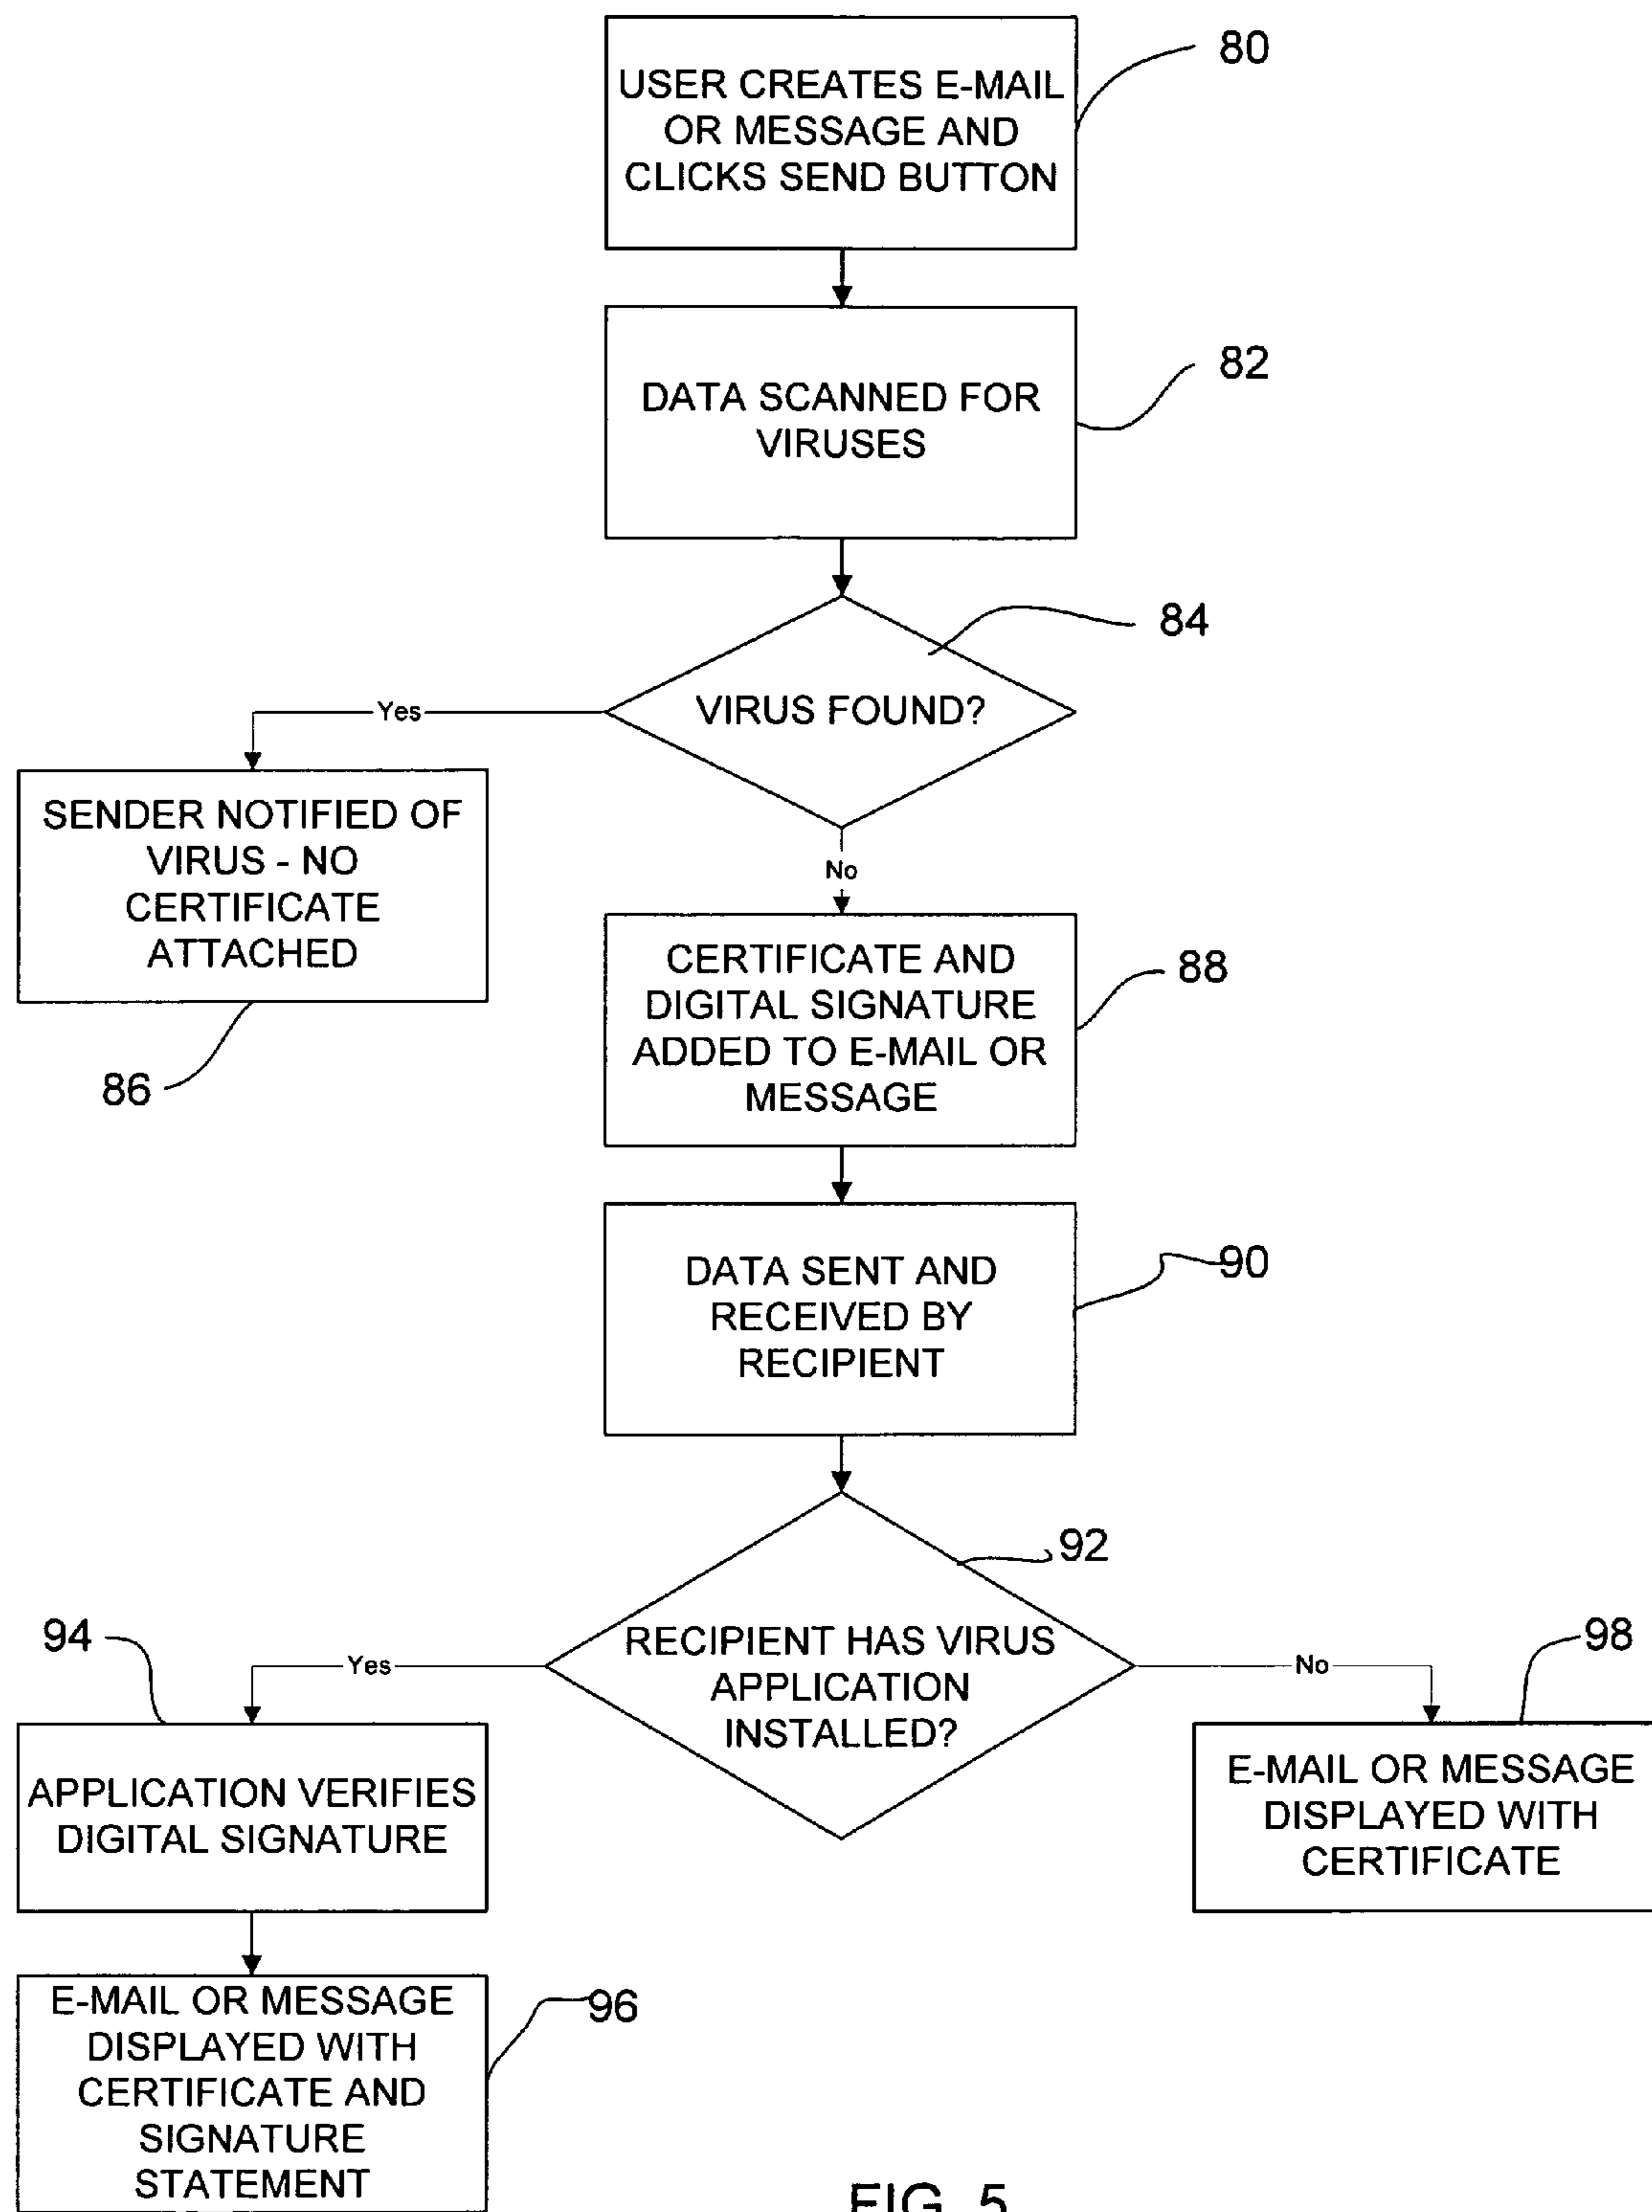 80
USER CREATES E-MAIL
OR MESSAGE AND
CLICKS SEND BUTTON
82
DATA SCANNED FOR
VIRUSES
84
VIRUS FOUND?
Yes
SENDER NOTIFIED OF
VIRUS - NO
CERTIFICATE
ATTACHED
86
No
CERTIFICATE AND
DIGITAL SIGNATURE
ADDED TO E-MAIL OR
MESSAGE
88
DATA SENT AND
RECEIVED BY
RECIPIENT
90
92
RECIPIENT HAS VIRUS
APPLICATION
INSTALLED?
94
Yes
No
98
APPLICATION VERIFIES
DIGITAL SIGNATURE
E-MAIL OR MESSAGE
DISPLAYED WITH
CERTIFICATE
E-MAIL OR MESSAGE
DISPLAYED WITH
CERTIFICATE AND
SIGNATURE
STATEMENT
96
FIG. 5